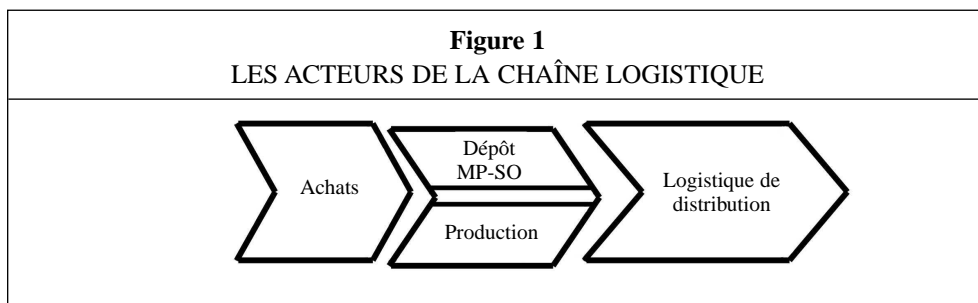 Figure 1
LES ACTEURS DE LA CHAÎNE LOGISTIQUE
Achats
Dépôt
MP-SO
Production
Logistique de
distribution